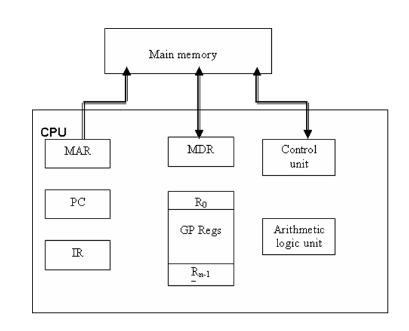 Main memory
CPU
MAR
MDR
Control
unit
PC
R0
GP Regs
Rn-1
IR
Arithmetic
logic unit